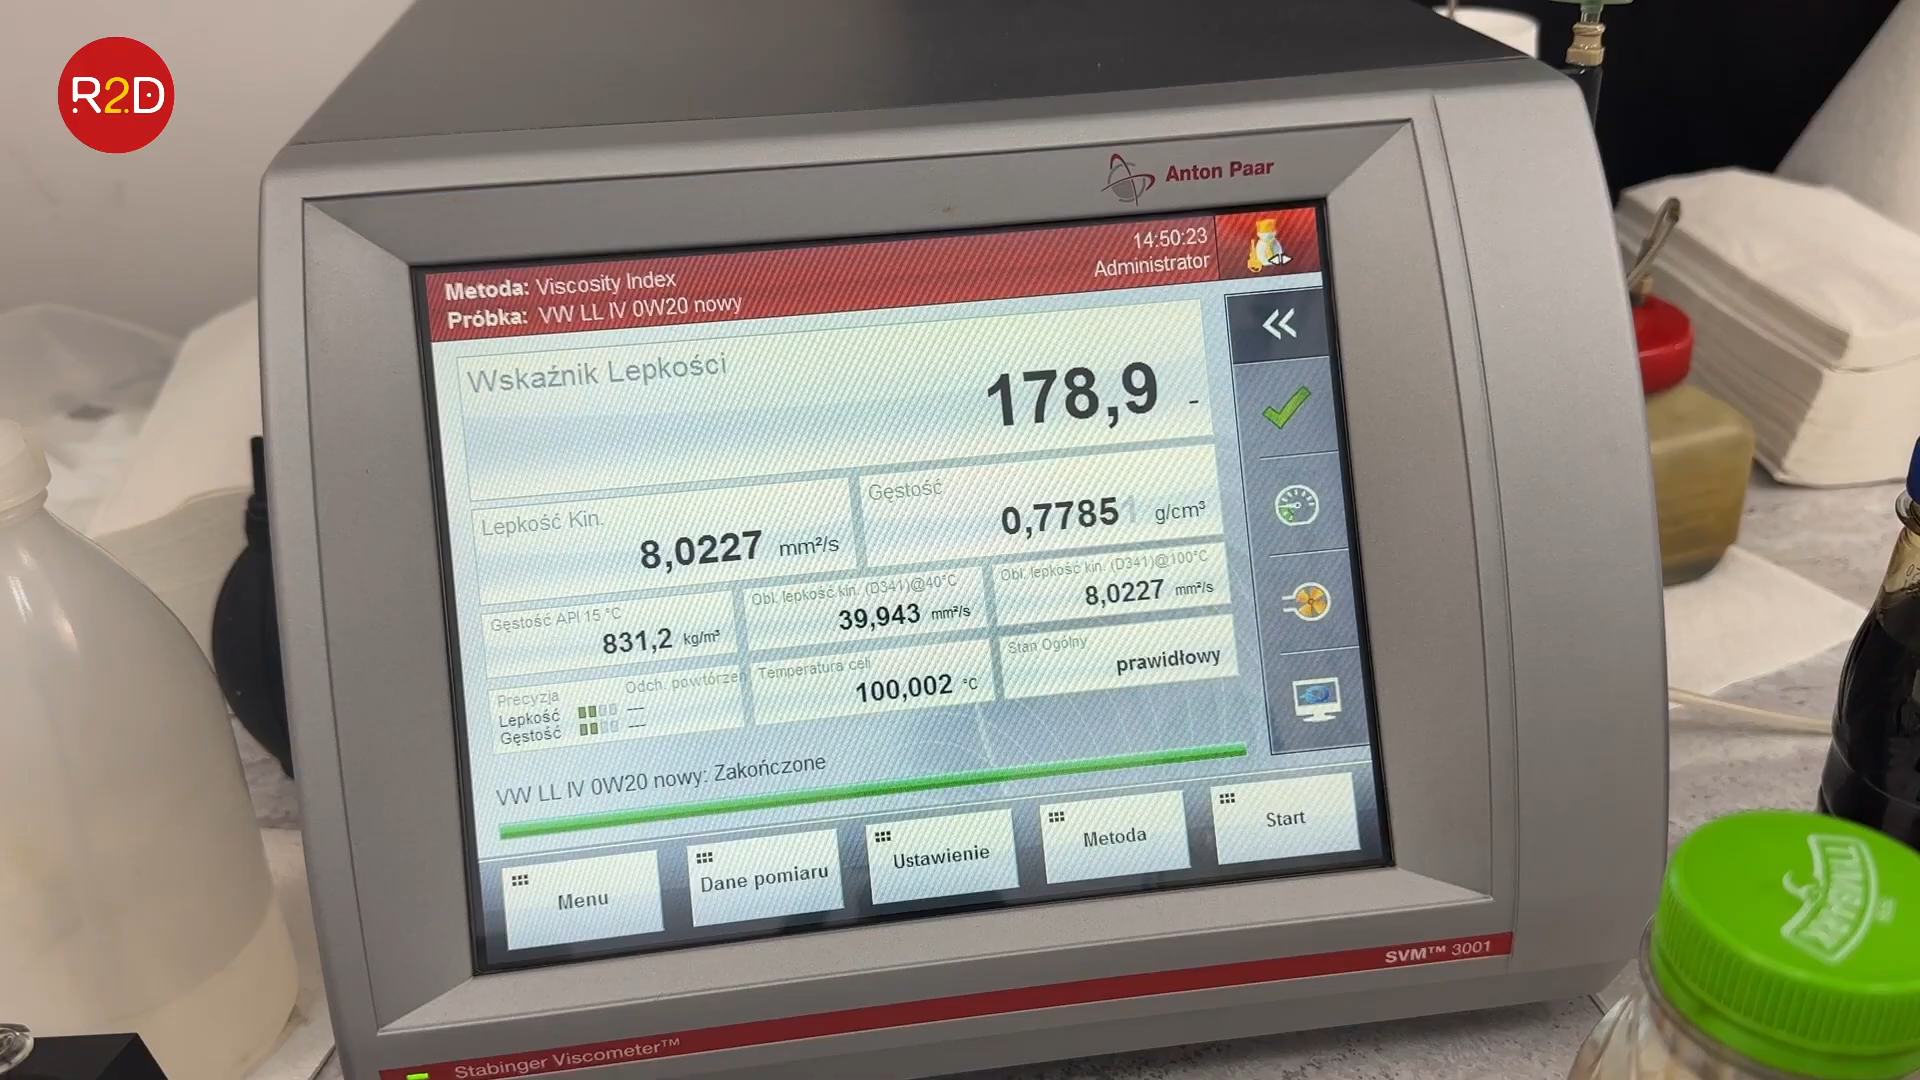 R2D
Anton Paar
Metoda: Viscosity Index
Próbka: VW LL IV 0W20 nowy
14:50:23
Administrator
Wskaźnik Lepkości
178,9 -
Lepkość Kin.
8,0227 mm²/s
Gęstość
0,7785 g/cm³
Gęstość API 15 °C
831,2 kg/m³
Obl. lepkość kin. (D341)@40°C
39,943 mm²/s
Obl. lepkość kin. (D341)@100°C
8,0227 mm²/s
Precyzja
Odch. powtórzeń
Lepkość ---
Gęstość ---
Temperatura celi
100,002 °C
Stan Ogólny
prawidłowy
VW LL IV 0W20 nowy: Zakończone
Menu
Dane pomiaru
Ustawienie
Metoda
Start
SVM™ 3001
Stabinger Viscometer™